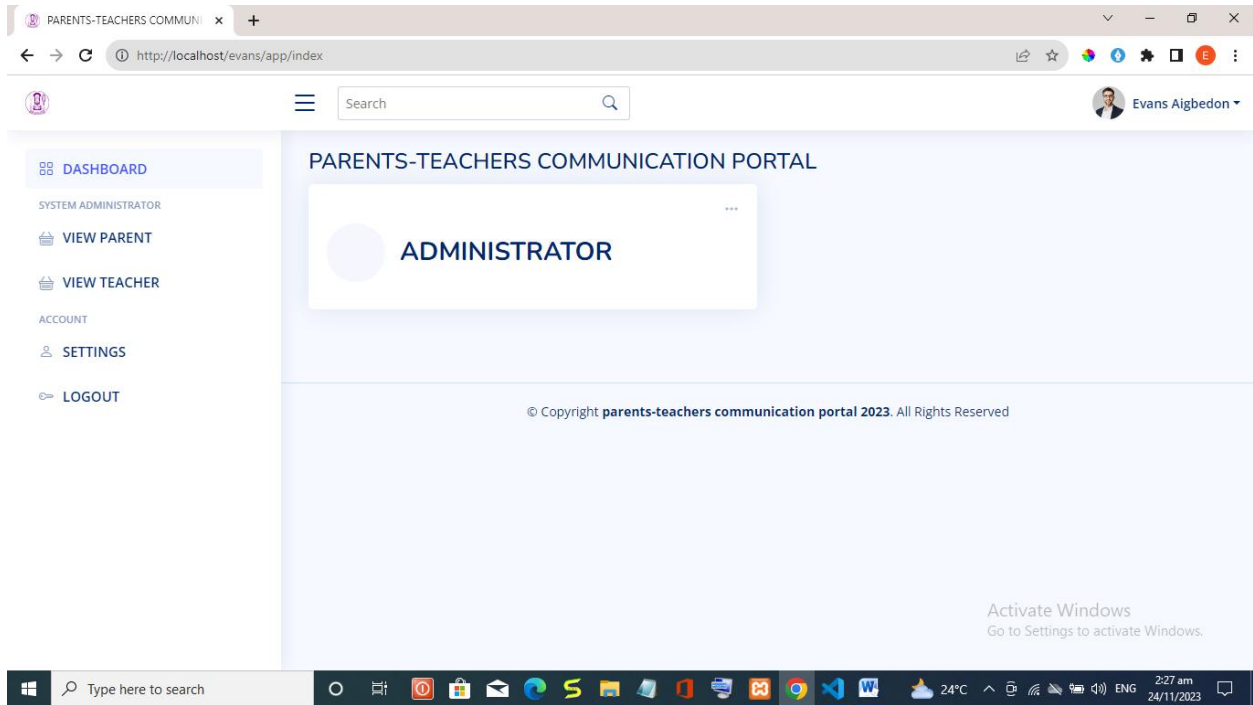 PARENTS-TEACHERS COMMUNI
http://localhost/evans/app/index
E
Search
Evans Aigbedon
DASHBOARD
SYSTEM ADMINISTRATOR
VIEW PARENT
VIEW TEACHER
ACCOUNT
SETTINGS
LOGOUT
PARENTS-TEACHERS COMMUNICATION PORTAL
ADMINISTRATOR
© Copyright parents-teachers communication portal 2023. All Rights Reserved
Activate Windows
Go to Settings to activate Windows.
Type here to search
24°C
ENG
2:27 am
24/11/2023